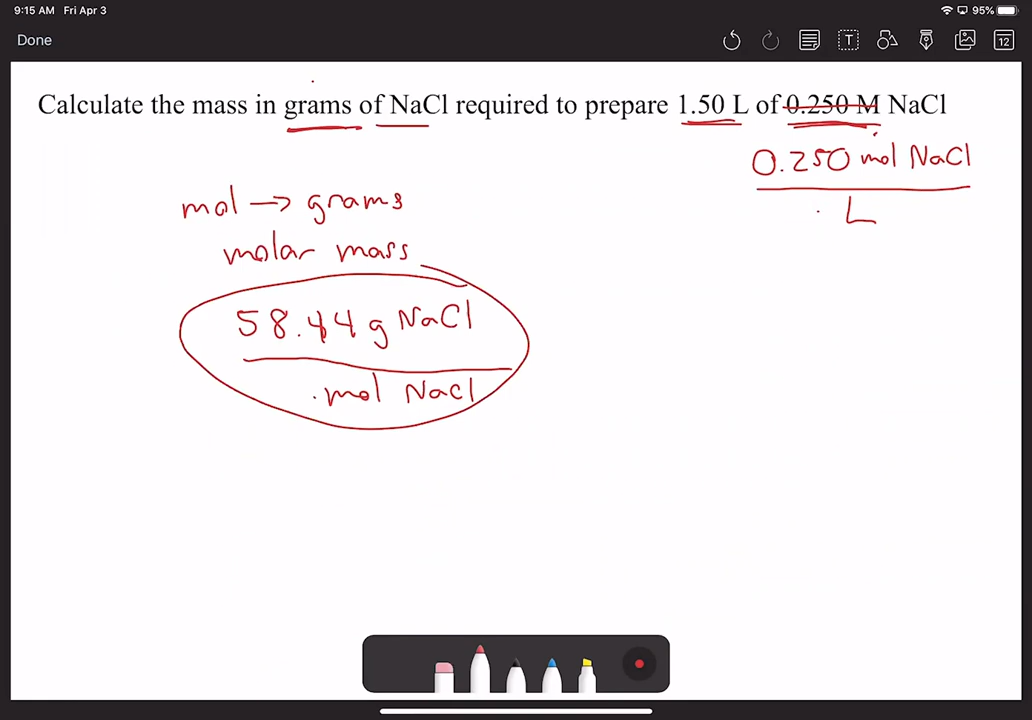 9:15 AM Fri Apr 3 95%
Done T 12
Calculate the mass in grams of NaCl required to prepare 1.50 L of 0.250 M NaCl
0.250 mol NaCl
L
mol → grams
molar mass
58.44 g NaCl
mol NaCl